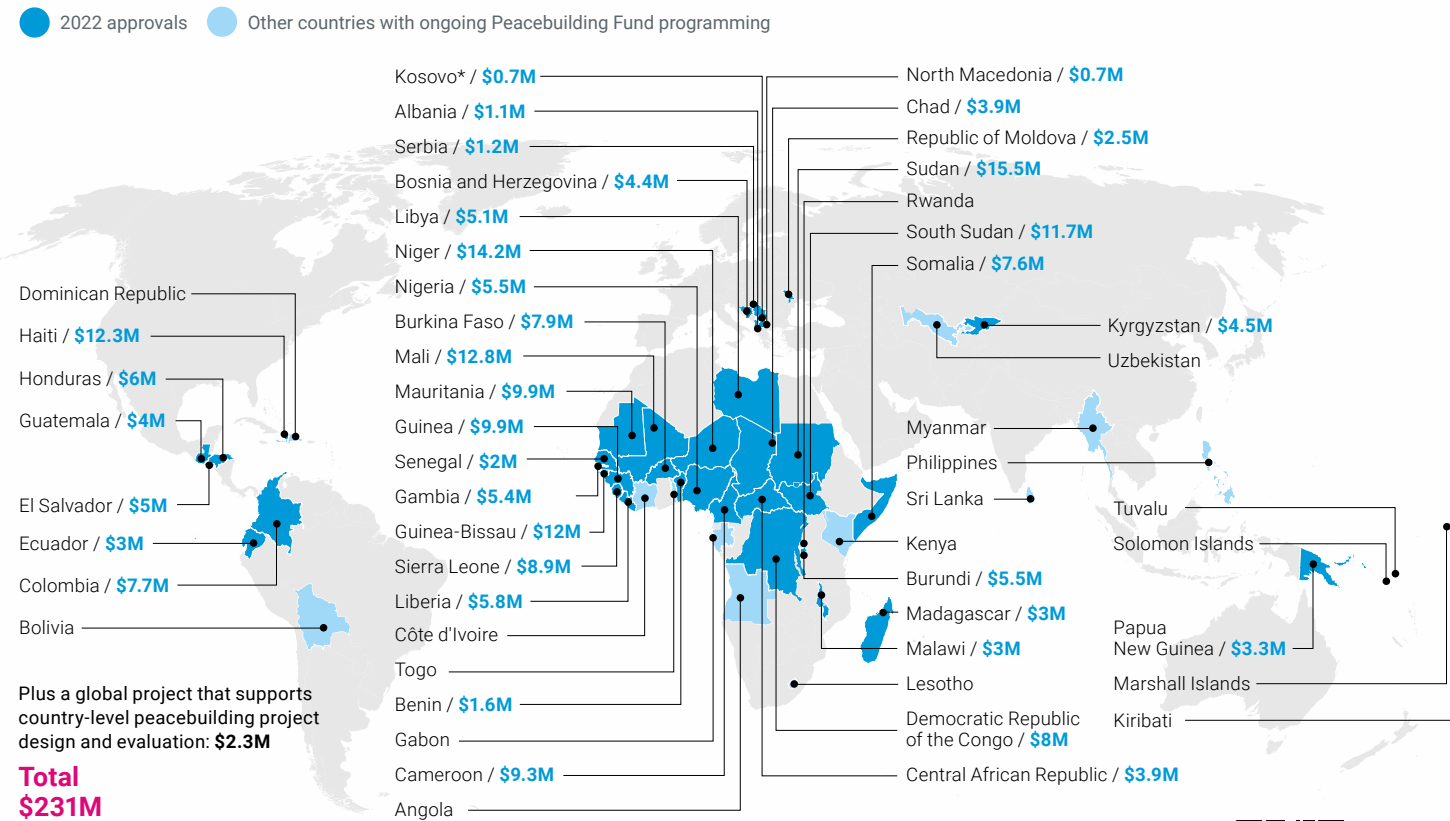 2022 approvals
Other countries with ongoing Peacebuilding Fund programming
Dominican Republic
Haiti / $12.3M
Honduras / $6M
Guatemala / $4M
El Salvador / $5M
Ecuador / $3M
Colombia / $7.7M
Bolivia
Plus a global project that supports
country-level peacebuilding project
design and evaluation: $2.3M
Total
$231M
Kosovo* / $0.7M
Albania / $1.1M
Serbia / $1.2M
Bosnia and Herzegovina / $4.4M
Libya / $5.1M
Niger / $14.2M
Nigeria / $5.5M
Burkina Faso / $7.9M
Mali / $12.8M
Mauritania / $9.9M
Guinea / $9.9M
Senegal / $2M
Gambia / $5.4M
Guinea-Bissau / $12M
Sierra Leone / $8.9M
Liberia / $5.8M
Côte d'Ivoire
Togo
Benin / $1.6M
Gabon
Cameroon / $9.3M
Angola
North Macedonia / $0.7M
Chad / $3.9M
Republic of Moldova / $2.5M
Sudan / $15.5M
Rwanda
South Sudan / $11.7M
Somalia / $7.6M
Kyrgyzstan / $4.5M
Uzbekistan
Myanmar
Philippines
Sri Lanka
Kenya
Burundi / $5.5M
Madagascar / $3M
Malawi / $3M
Lesotho
Democratic Republic
of the Congo / $8M
Central African Republic / $3.9M
Tuvalu
Solomon Islands
Papua
New Guinea / $3.3M
Marshall Islands
Kiribati